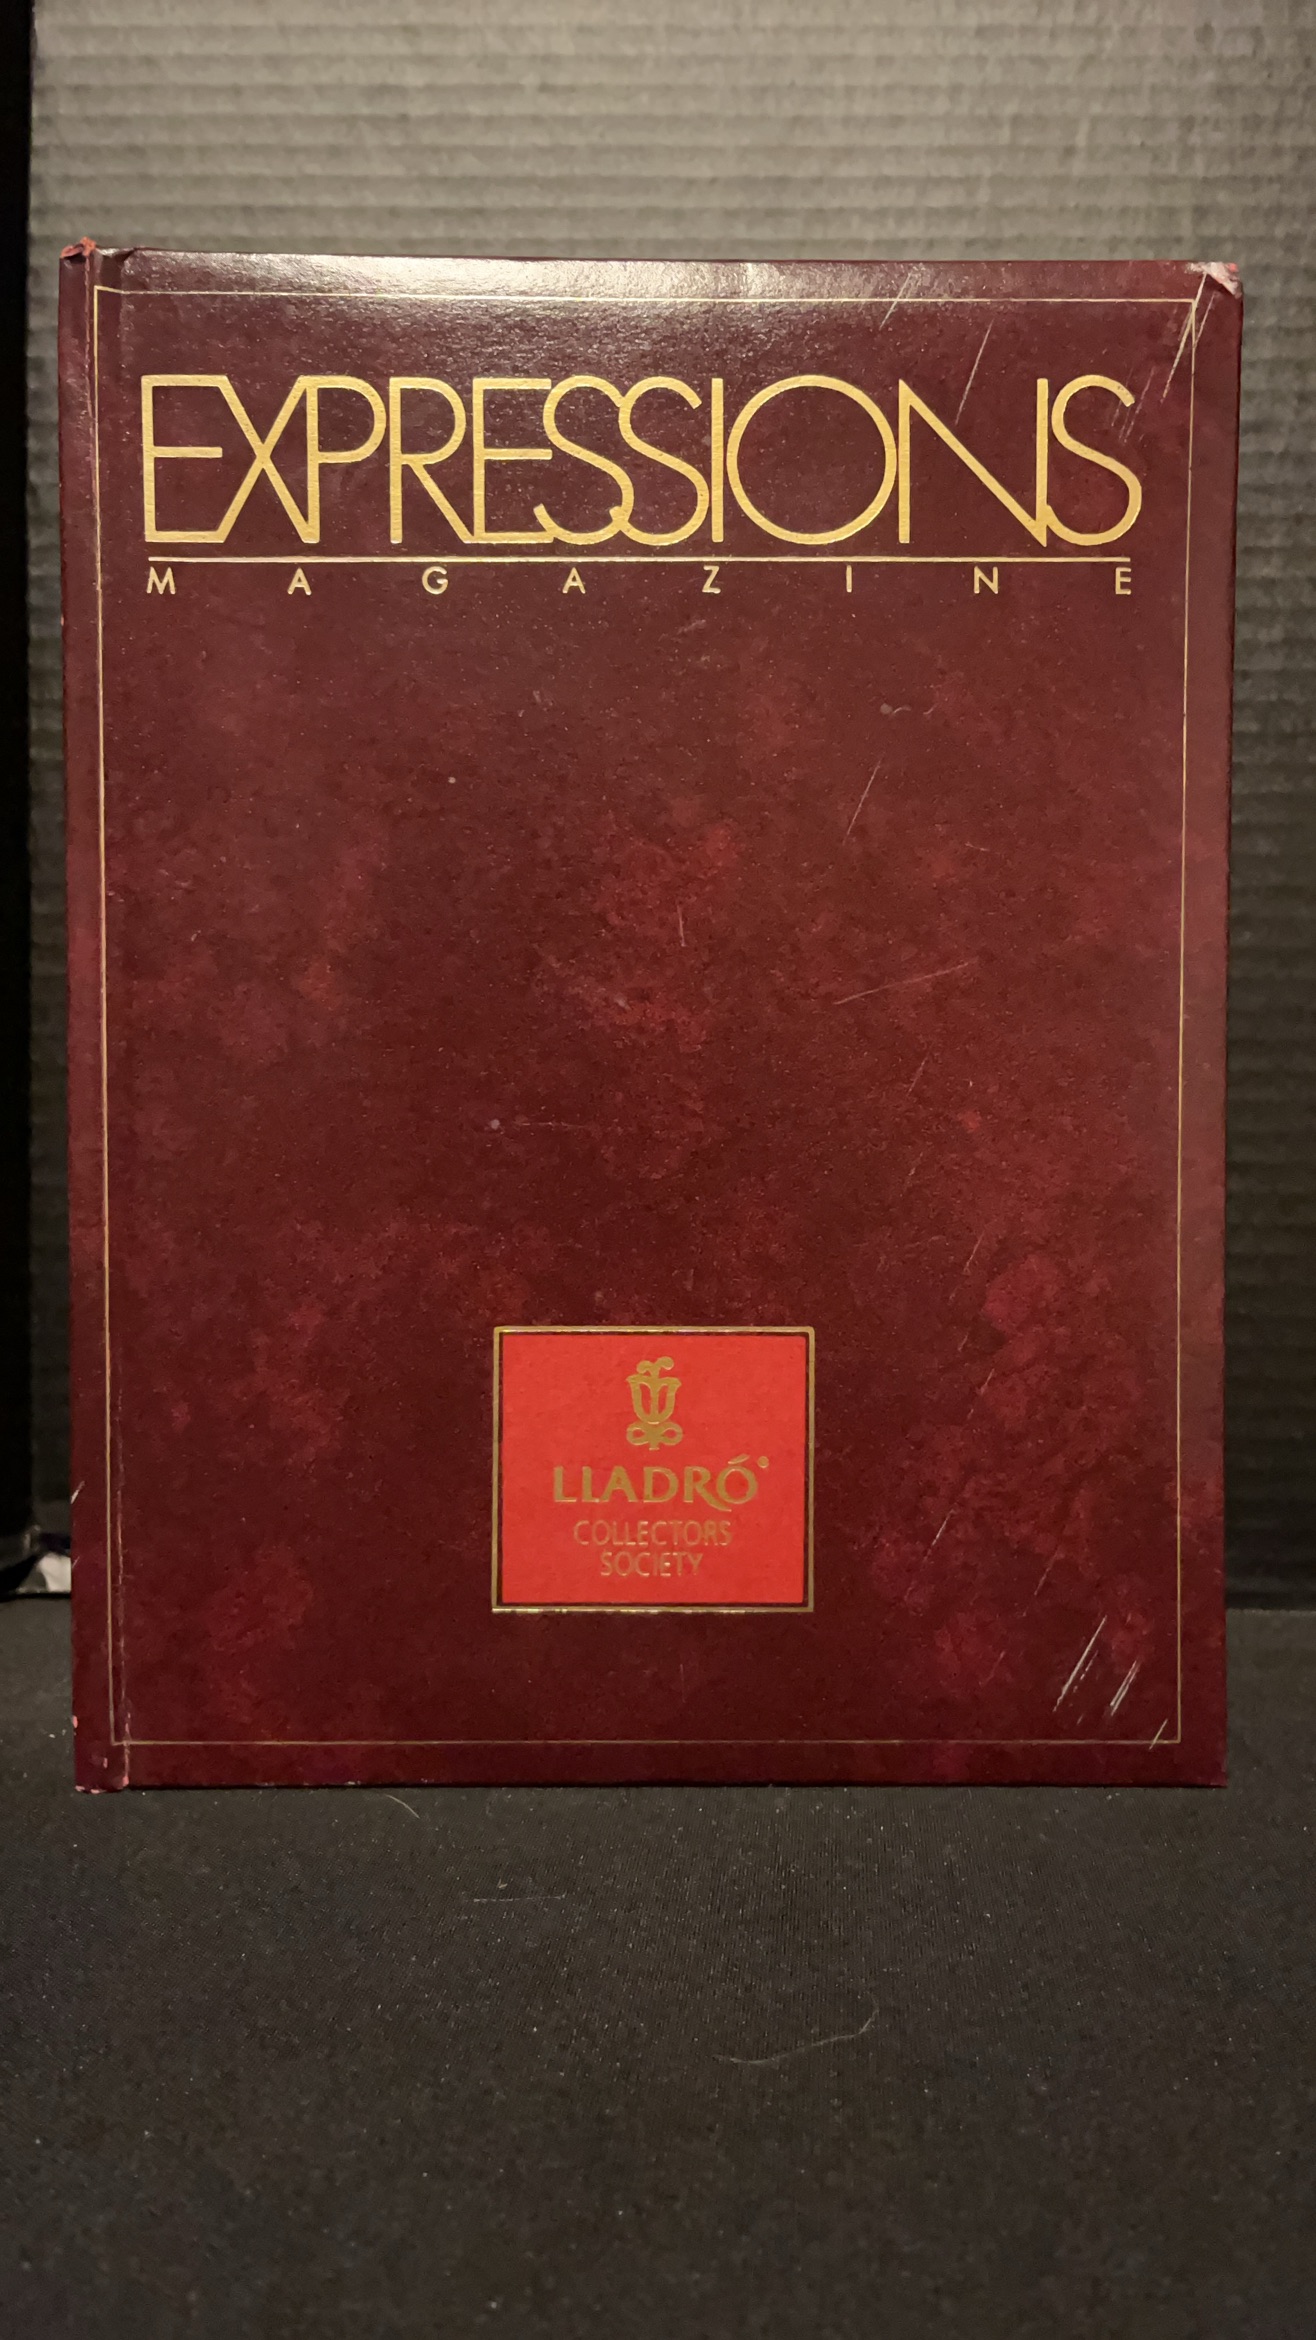 EXPRESSIONS
MAGAZINE
LLADRÓ
COLLECTORS
SOCIETY